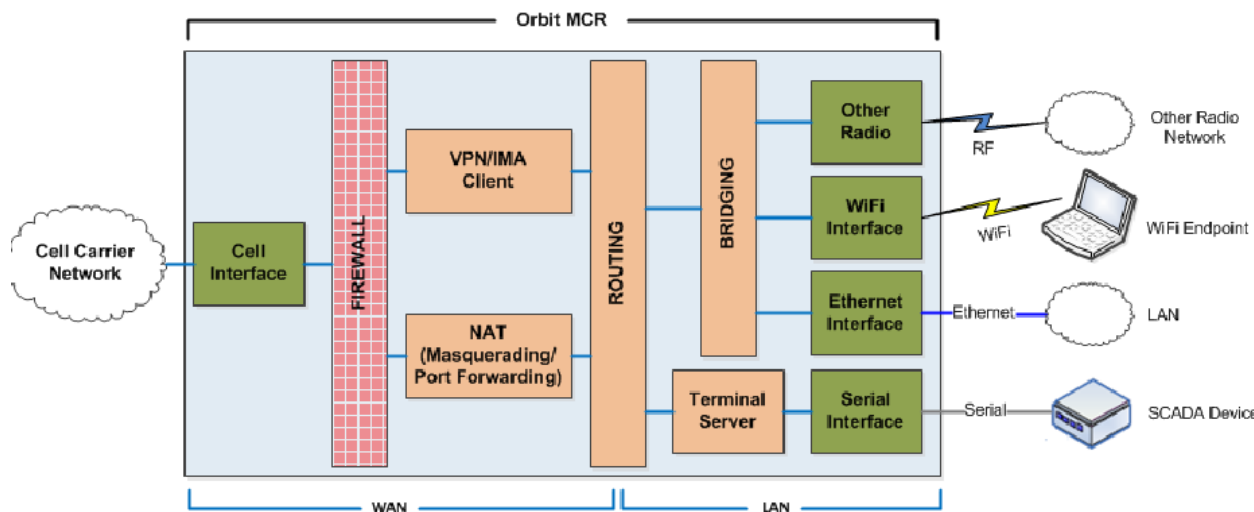 Orbit MCR
Cell Carrier
Network
Cell
Interface
FIREWALL
VPN/IMA
Client
NAT
(Masquerading/
Port Forwarding)
ROUTING
BRIDGING
Terminal
Server
Other
Radio
WiFi
Interface
Ethernet
Interface
Serial
Interface
RF
WiFi
Ethernet
Serial
Other Radio
Network
WiFi Endpoint
LAN
SCADA Device
WAN
LAN